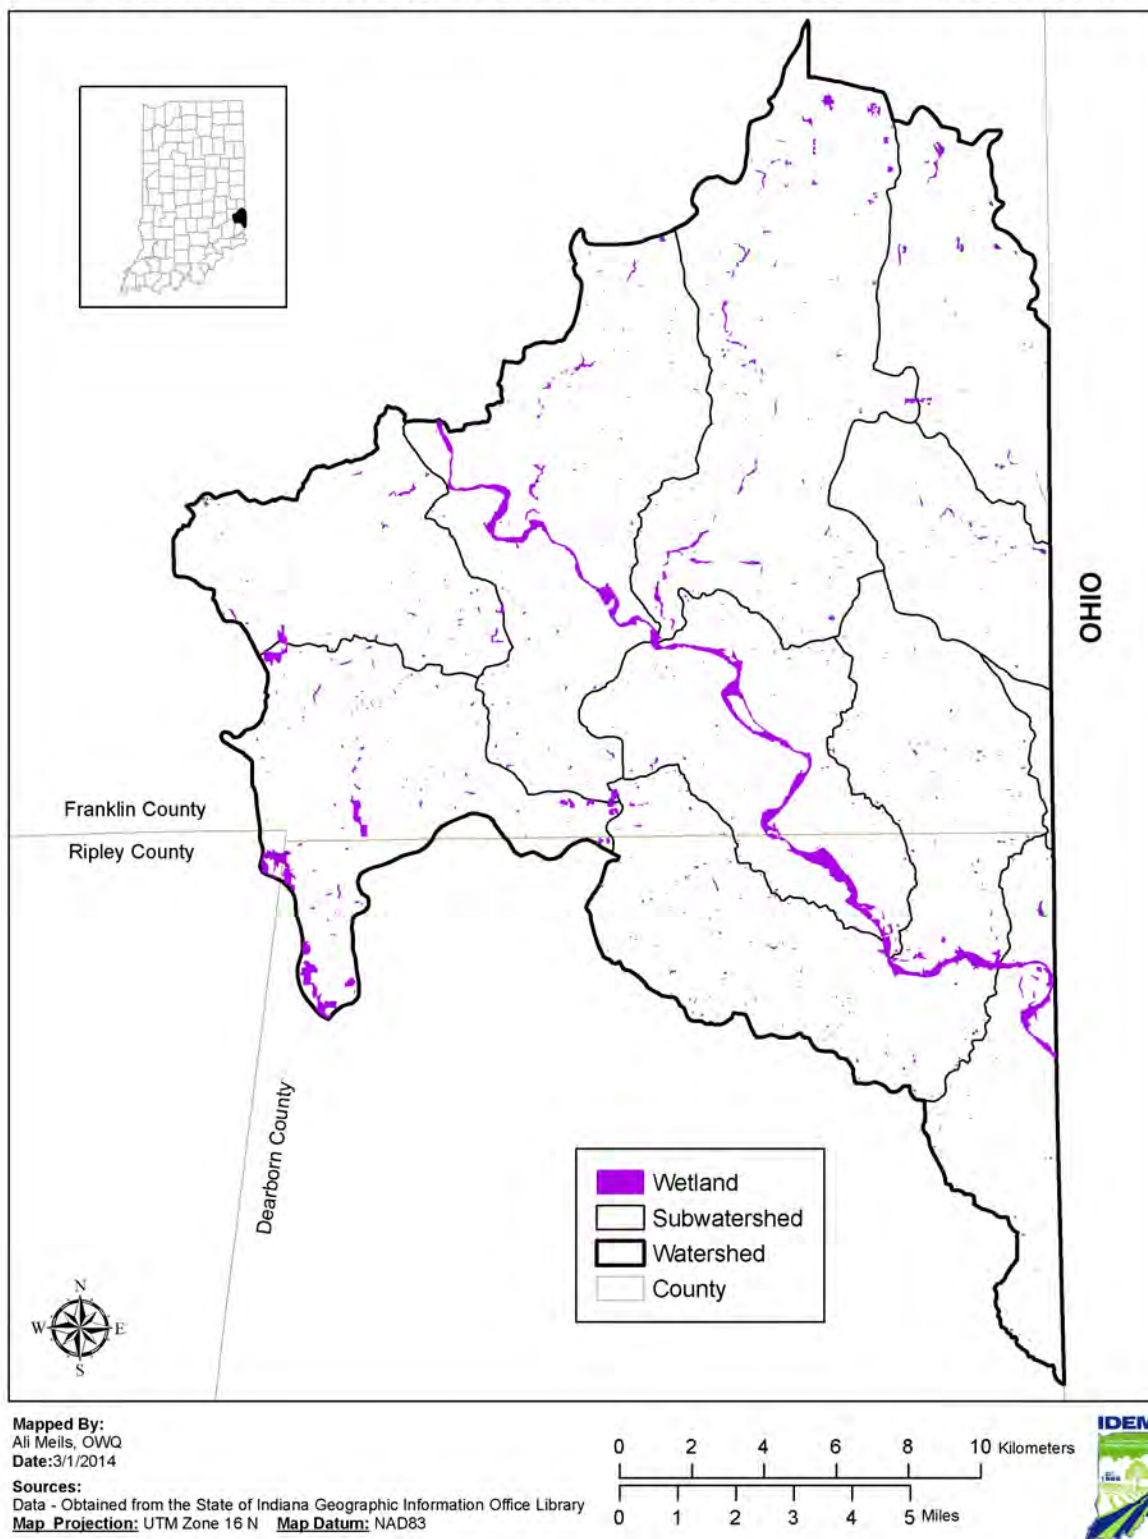 OHIO
Franklin County
Ripley County
Dearborn County
Wetland
Subwatershed
Watershed
County
N
W E
S
Mapped By:
Ali Meils, OWQ
Date:3/1/2014
Sources:
Data - Obtained from the State of Indiana Geographic Information Office Library
Map Projection: UTM Zone 16 N Map Datum: NAD83
0 2 4 6 8 10 Kilometers
0 1 2 3 4 5 Miles
IDEM